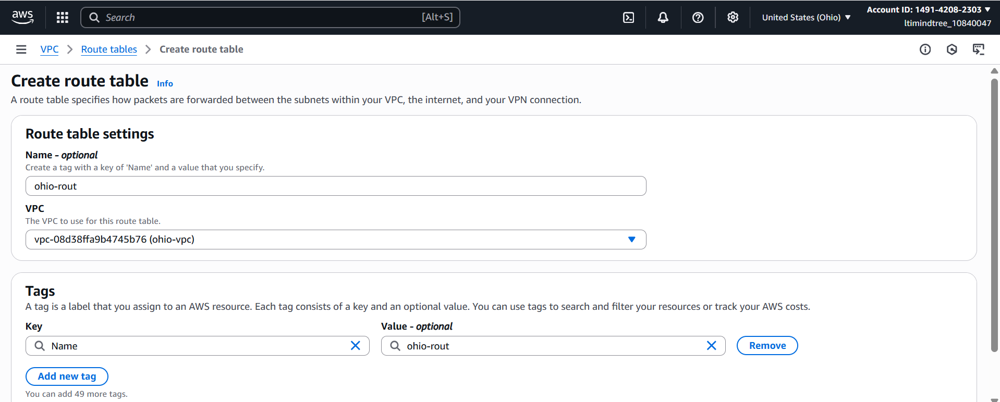 aws
Search [Alt+S]
United States (Ohio)
Account ID: 1491-4208-2303
ltimindtree_10840047
VPC
Route tables
Create route table
Create route table Info
A route table specifies how packets are forwarded between the subnets within your VPC, the internet, and your VPN connection.
Route table settings
Name - optional
Create a tag with a key of 'Name' and a value that you specify.
ohio-rout
VPC
The VPC to use for this route table.
vpc-08d38ffa9b4745b76 (ohio-vpc)
Tags
A tag is a label that you assign to an AWS resource. Each tag consists of a key and an optional value. You can use tags to search and filter your resources or track your AWS costs.
Key
Value - optional
Name
ohio-rout
Remove
Add new tag
You can add 49 more tags.